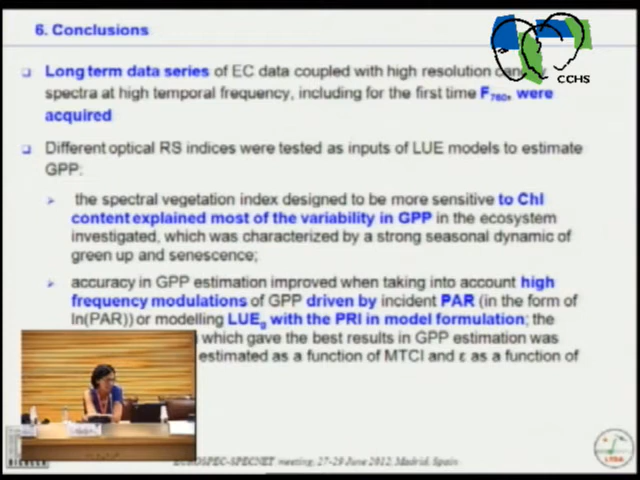 6. Conclusions
CCHS
Long term data series of EC data coupled with high resolution
spectra at high temporal frequency, including for the first time F760, were
acquired
Different optical RS indices were tested as inputs of LUE models to estimate
GPP:
the spectral vegetation index designed to be more sensitive to Chl
content explained most of the variability in GPP in the ecosystem
investigated, which was characterized by a strong seasonal dynamic of
green up and senescence;
accuracy in GPP estimation improved when taking into account high
frequency modulations of GPP driven by incident PAR (in the form of
ln(PAR)) or modelling LUEg with the PRI in model formulation; the
which gave the best results in GPP estimation was
estimated as a function of MTCI and ε as a function of
EUROSPEC-SPECNET meeting, 27-29 June 2012, Madrid, Spain